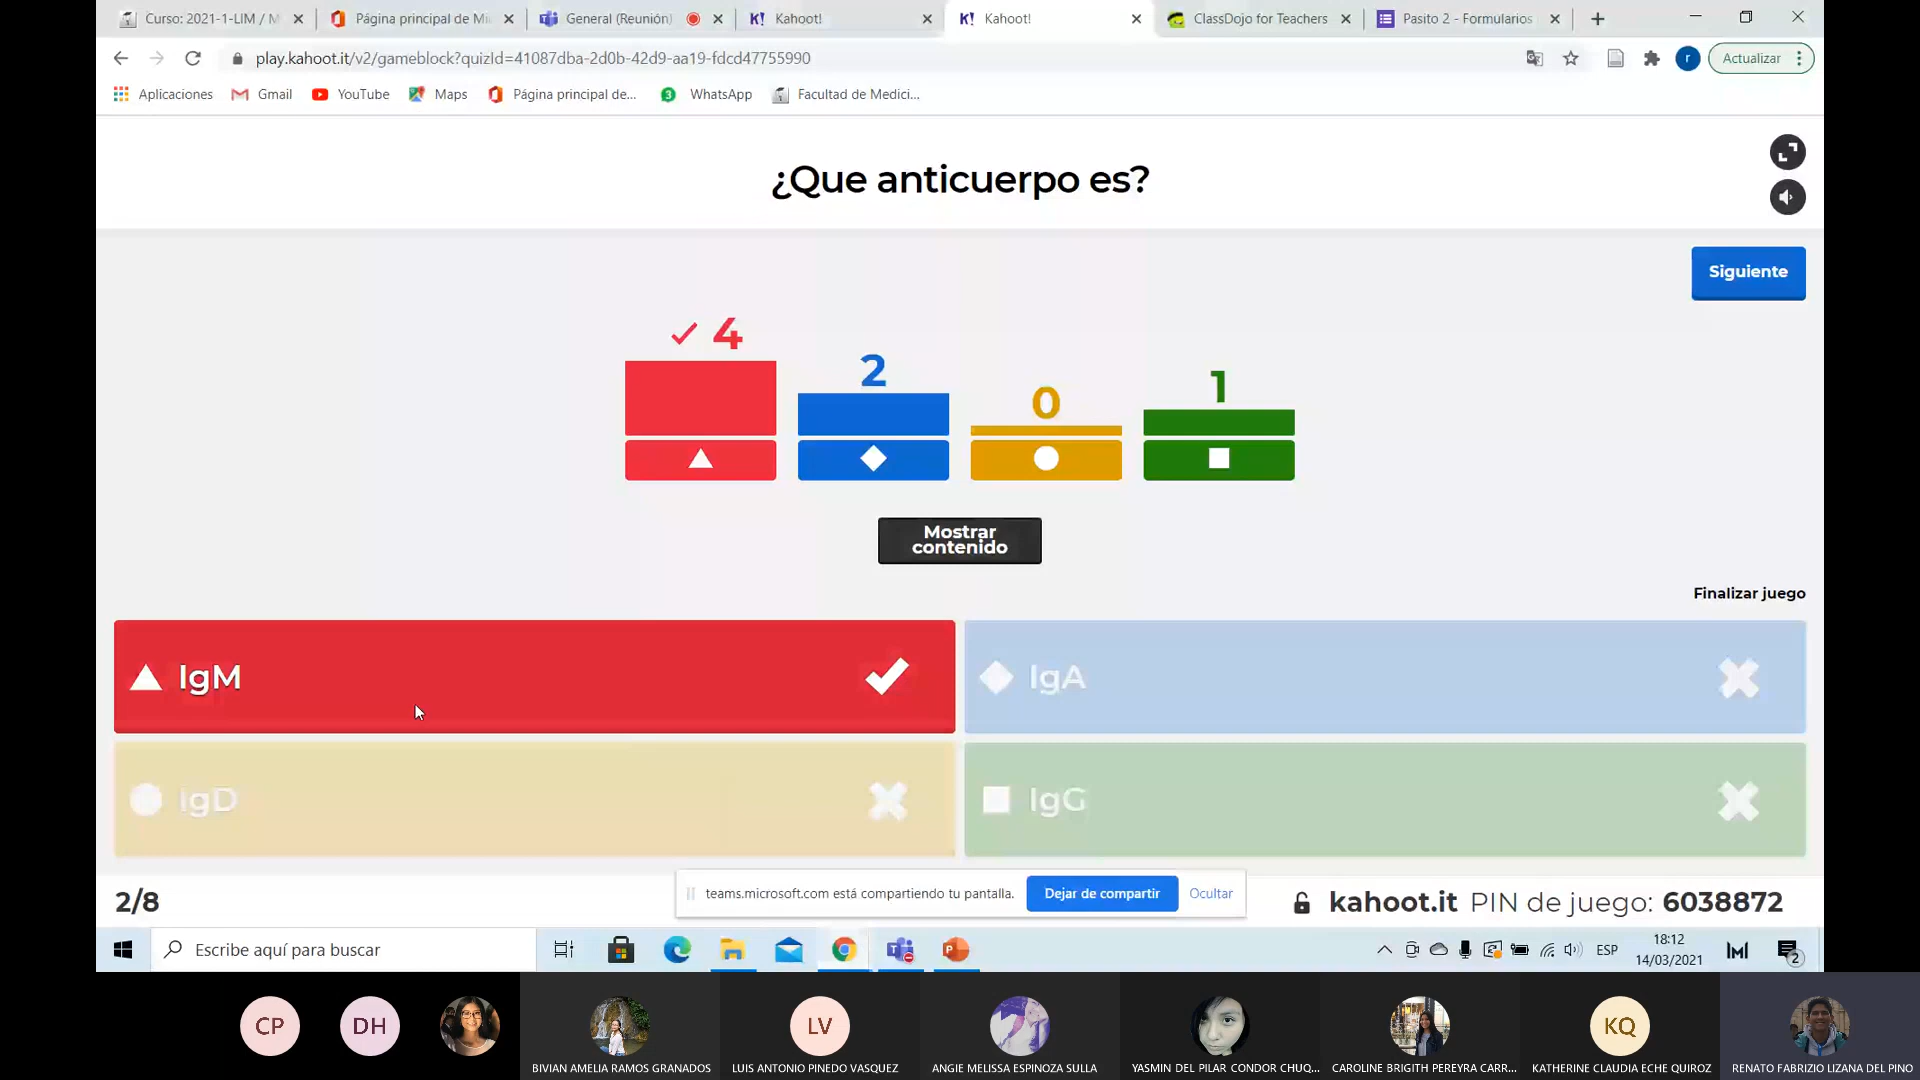 Curso: 2021-1-LIM / M
Página principal de Mi
General (Reunión)
Kahoot!
Kahoot!
ClassDojo for Teachers
Pasito 2 - Formularios
play.kahoot.it/v2/gameblock?quizId=41087dba-2d0b-42d9-aa19-fdcd47755990
r
Actualizar
Aplicaciones
Gmail
YouTube
Maps
Página principal de...
3
WhatsApp
Facultad de Medici...
¿Que anticuerpo es?
Siguiente
4
2
0
1
Mostrar
contenido
Finalizar juego
IgM
IgA
IgD
IgG
2/8
teams.microsoft.com está compartiendo tu pantalla.
Dejar de compartir
Ocultar
kahoot.it PIN de juego: 6038872
Escribe aquí para buscar
ESP
18:12
14/03/2021
2
CP
DH
LV
KQ
BIVIAN AMELIA RAMOS GRANADOS
LUIS ANTONIO PINEDO VASQUEZ
ANGIE MELISSA ESPINOZA SULLA
YASMIN DEL PILAR CONDOR CHUQ...
CAROLINE BRIGITH PEREYRA CARR...
KATHERINE CLAUDIA ECHE QUIROZ
RENATO FABRIZIO LIZANA DEL PINO